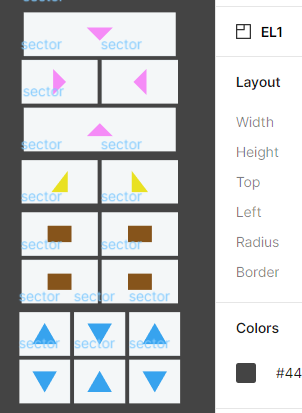 sector
sector sector
sector
sector sector
sector sector
sector sector sector
sector sector sector
EL1
Layout
Width
Height
Top
Left
Radius
Border
Colors
#44